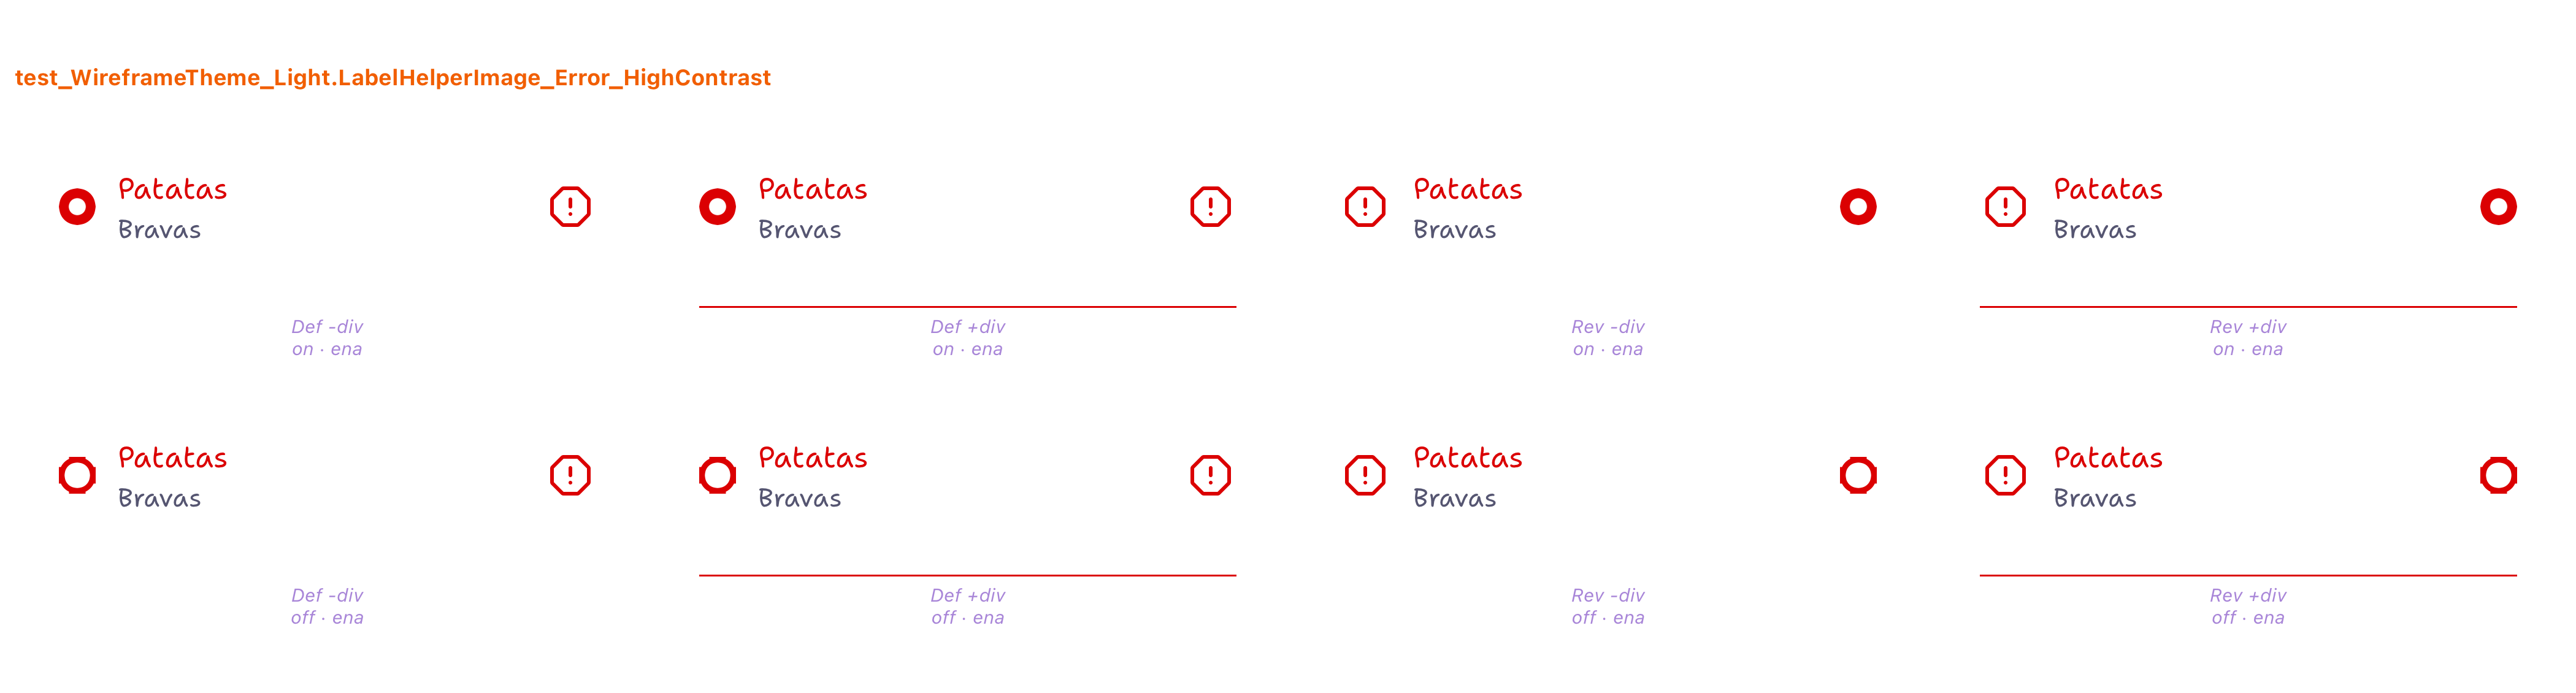 test_WireframeTheme_Light.LabelHelperImage_Error_HighContrast
Patatas
Bravas
Def -div
on · ena
Patatas
Bravas
Def +div
on · ena
Patatas
Bravas
Rev -div
on · ena
Patatas
Bravas
Rev +div
on · ena
Patatas
Bravas
Def -div
off · ena
Patatas
Bravas
Def +div
off · ena
Patatas
Bravas
Rev -div
off · ena
Patatas
Bravas
Rev +div
off · ena